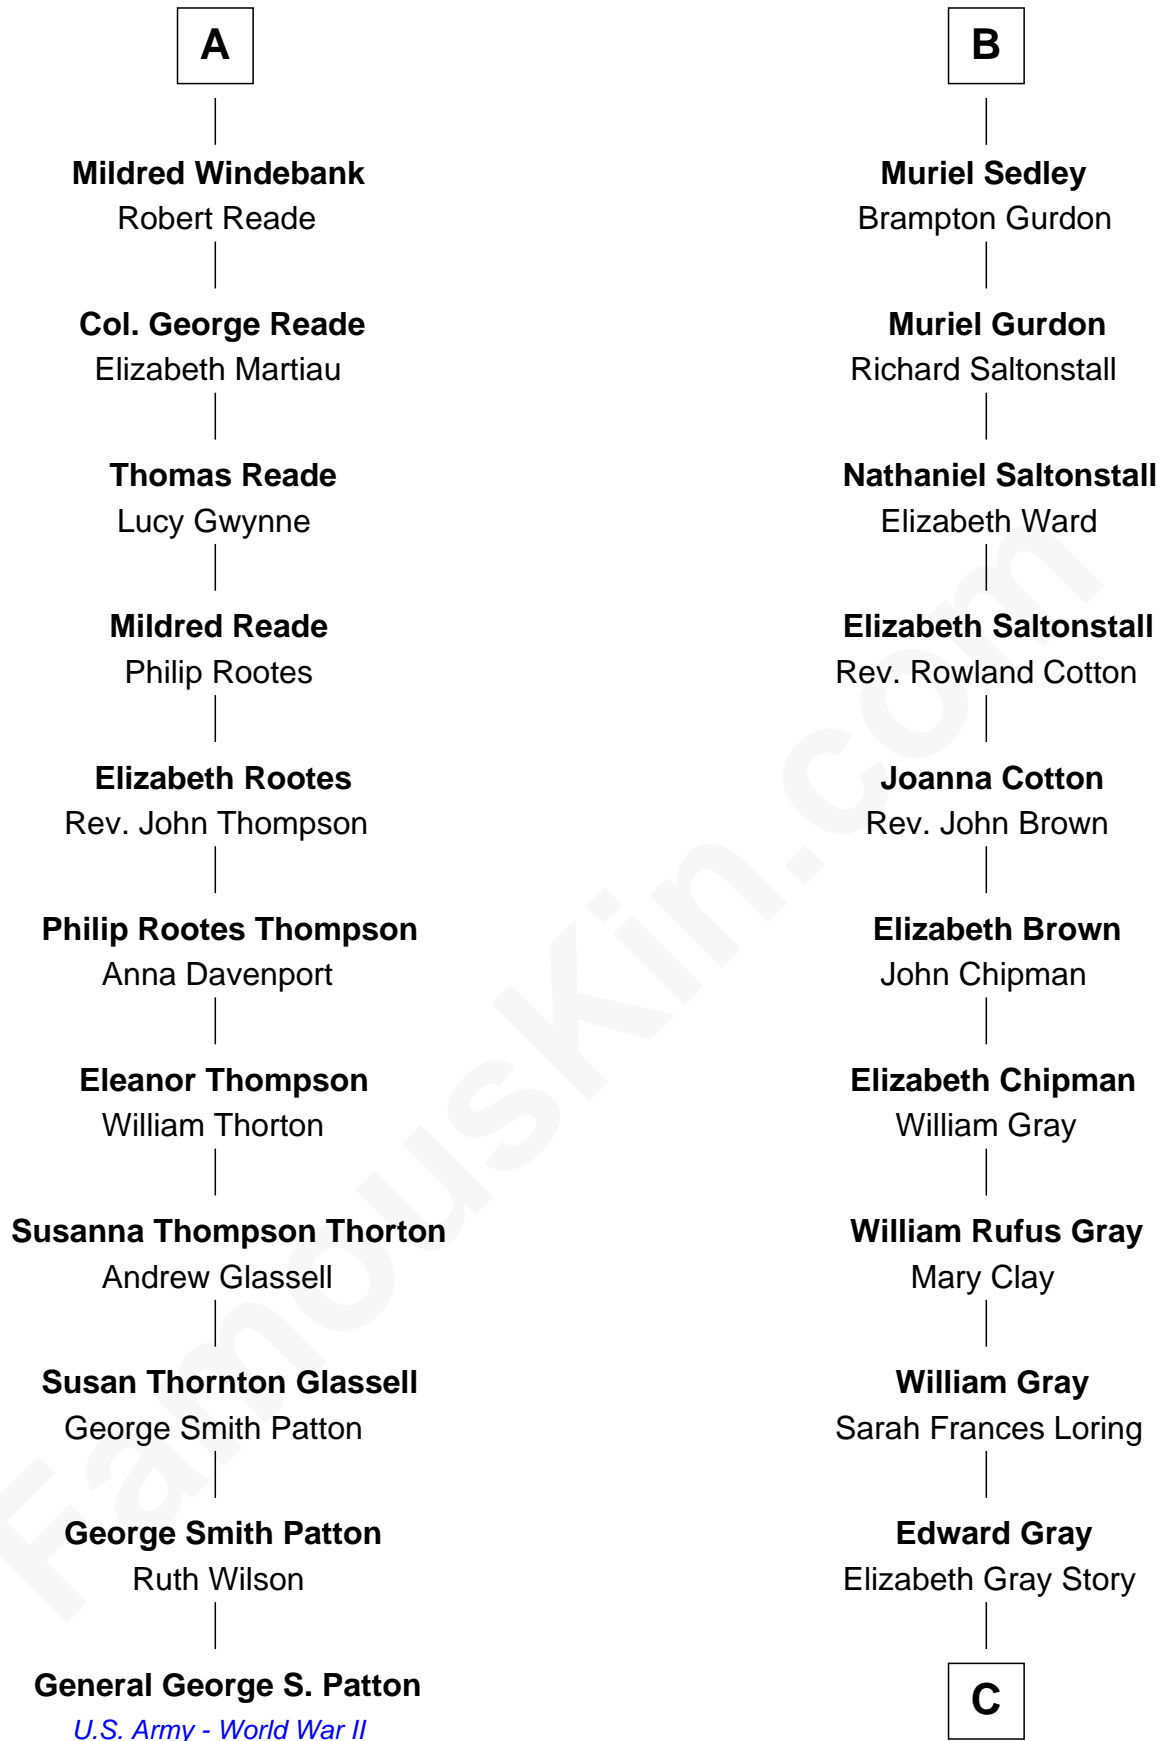 A
Mildred Windebank
Robert Reade
Col. George Reade
Elizabeth Martiau
Thomas Reade
Lucy Gwynne
Mildred Reade
Philip Rootes
Elizabeth Rootes
Rev. John Thompson
Philip Rootes Thompson
Anna Davenport
Eleanor Thompson
William Thorton
Susanna Thompson Thorton
Andrew Glassell
Susan Thornton Glassell
George Smith Patton
George Smith Patton
Ruth Wilson
General George S. Patton
U.S. Army - World War II
B
Muriel Sedley
Brampton Gurdon
Muriel Gurdon
Richard Saltonstall
Nathaniel Saltonstall
Elizabeth Ward
Elizabeth Saltonstall
Rev. Rowland Cotton
Joanna Cotton
Rev. John Brown
Elizabeth Brown
John Chipman
Elizabeth Chipman
William Gray
William Rufus Gray
Mary Clay
William Gray
Sarah Frances Loring
Edward Gray
Elizabeth Gray Story
C
FamousKin.com